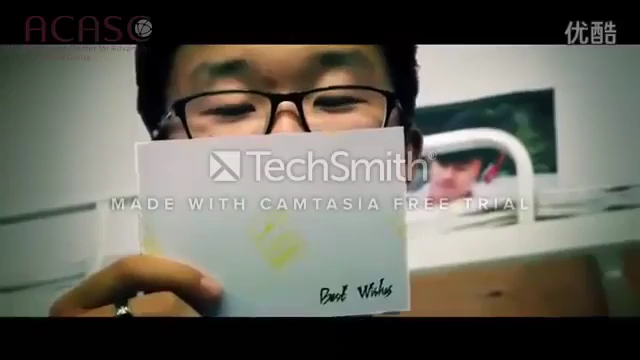 ACASC
优酷
TechSmith®
MADE WITH CAMTASIA FREE TRIAL
Best Wishes